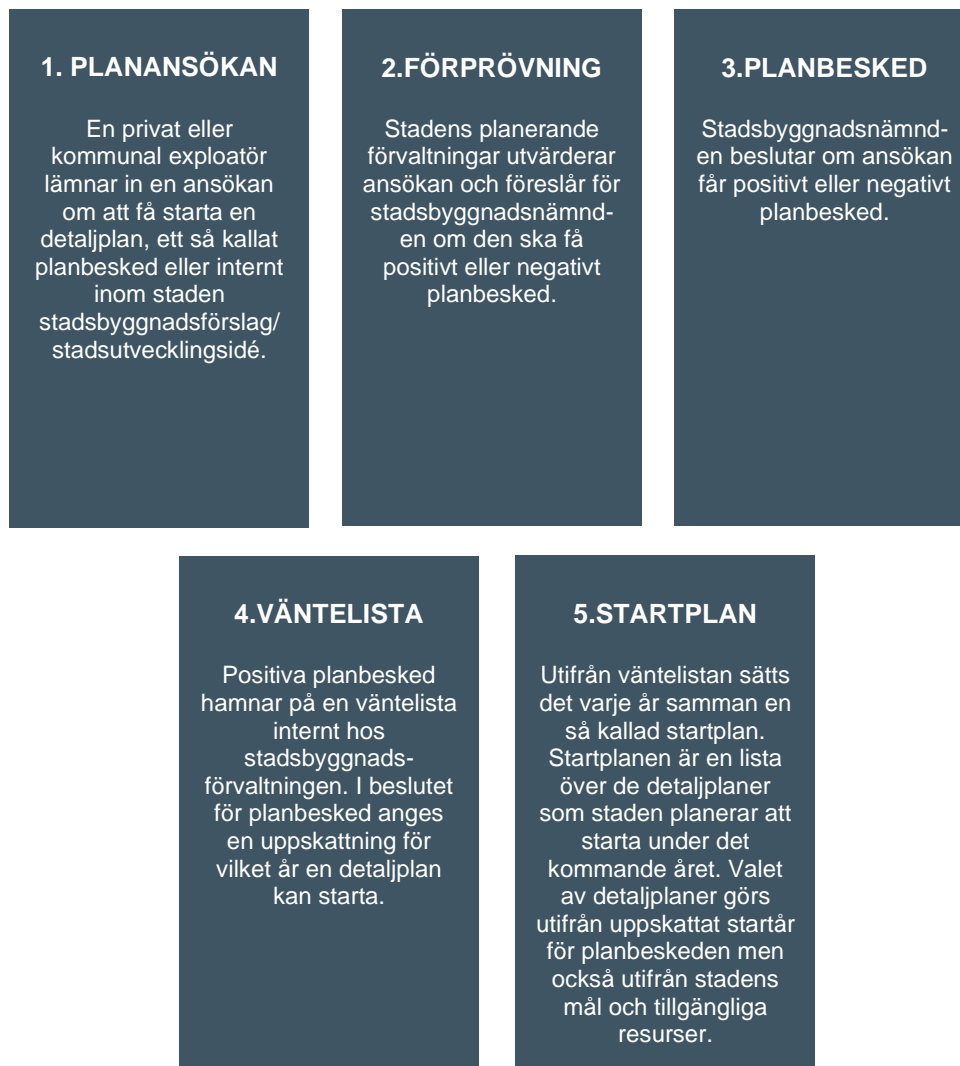 1. PLANANSÖKAN
En privat eller
kommunal exploatör
lämnar in en ansökan
om att få starta en
detaljplan, ett så kallat
planbesked eller internt
inom staden
stadsbyggnadsförslag/
stadsutvecklingsidé.
2.FÖRPRÖVNING
Stadens planerande
förvaltningar utvärderar
ansökan och föreslår för
stadsbyggnadsnämnd-
en om den ska få
positivt eller negativt
planbesked.
3.PLANBESKED
Stadsbyggnadsnämnd-
en beslutar om ansökan
får positivt eller negativt
planbesked.
4.VÄNTELISTA
Positiva planbesked
hamnar på en väntelista
internt hos
stadsbyggnads-
förvaltningen. I beslutet
för planbesked anges
en uppskattning för
vilket år en detaljplan
kan starta.
5.STARTPLAN
Utifrån väntelistan sätts
det varje år samman en
så kallad startplan.
Startplanen är en lista
över de detaljplaner
som staden planerar att
starta under det
kommande året. Valet
av detaljplaner görs
utifrån uppskattat startår
för planbeskeden men
också utifrån stadens
mål och tillgängliga
resurser.